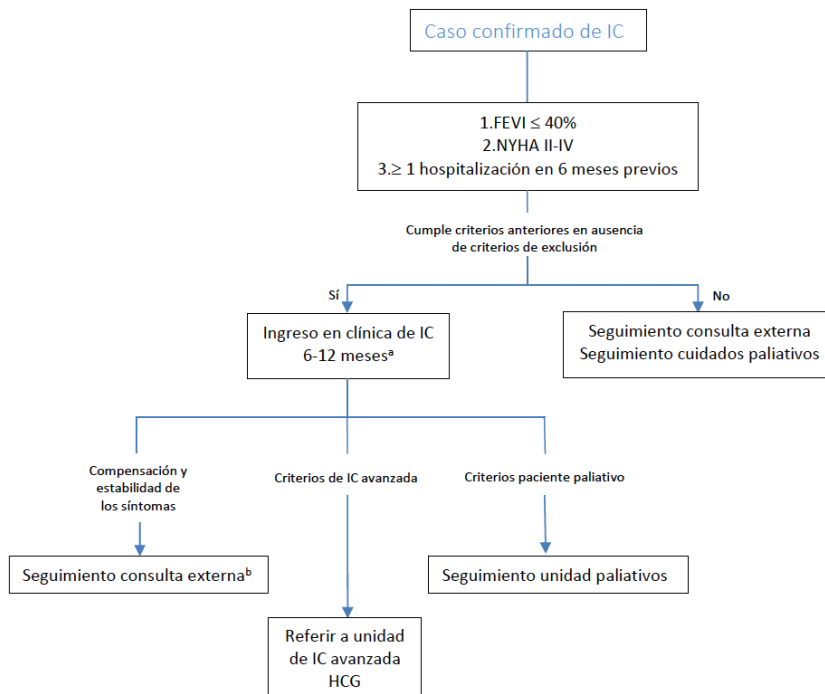 Caso confirmado de IC
1.FEVI ≤ 40%
2.NYHA II-IV
3.≥ 1 hospitalización en 6 meses previos
Cumple criterios anteriores en ausencia
de criterios de exclusión
Sí
No
Ingreso en clínica de IC
6-12 mesesª
Seguimiento consulta externa
Seguimiento cuidados paliativos
Compensación y
estabilidad de
los síntomas
Criterios de IC avanzada
Criterios paciente paliativo
Seguimiento consulta externaᵇ
Seguimiento unidad paliativos
Referir a unidad
de IC avanzada
HCG